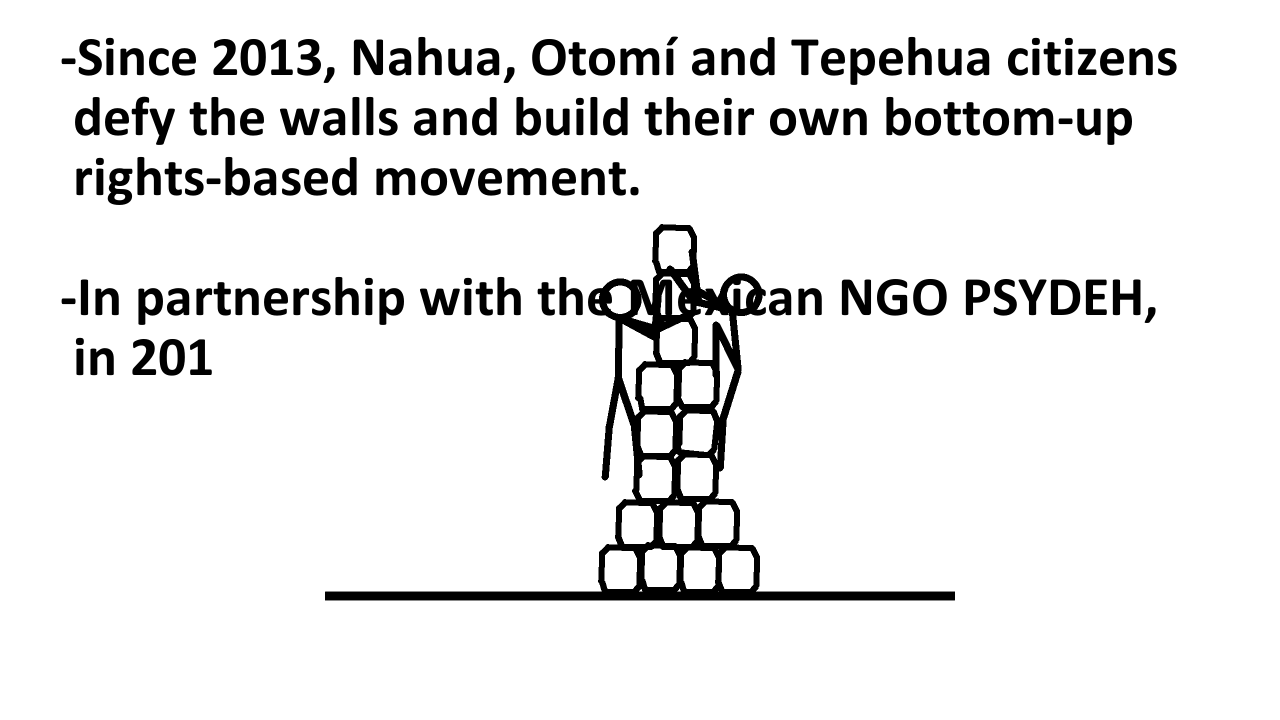 -Since 2013, Nahua, Otomí and Tepehua citizens
defy the walls and build their own bottom-up
rights-based movement.
-In partnership with the Mexican NGO PSYDEH,
in 201